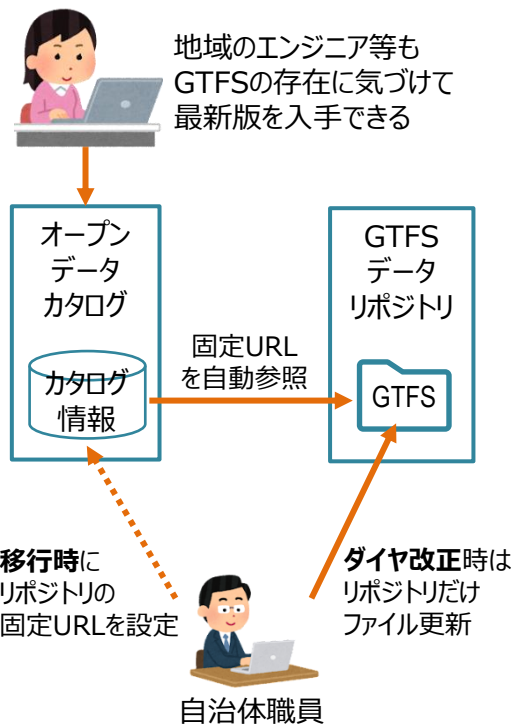 地域のエンジニア等も
GTFSの存在に気づけて
最新版を入手できる
オープン
データ
カタログ
GTFS
データ
リポジトリ
固定URL
を自動参照
カタログ
情報
GTFS
移行時に
リポジトリの
固定URLを設定
ダイヤ改正時は
リポジトリだけ
ファイル更新
自治体職員